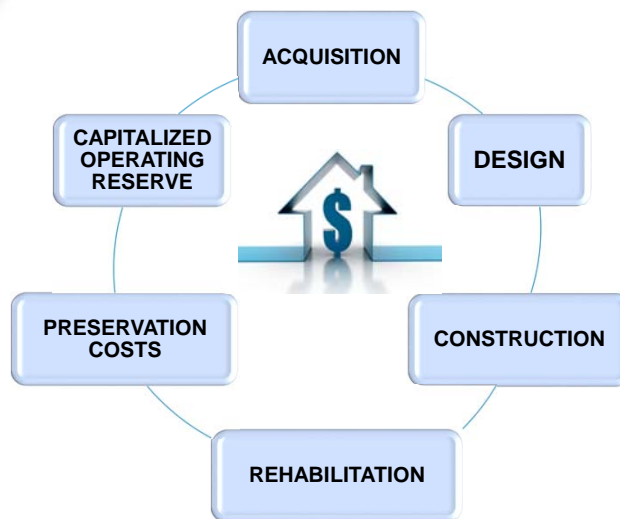 ACQUISITION
DESIGN
CONSTRUCTION
REHABILITATION
PRESERVATION
COSTS
CAPITALIZED
OPERATING
RESERVE
$